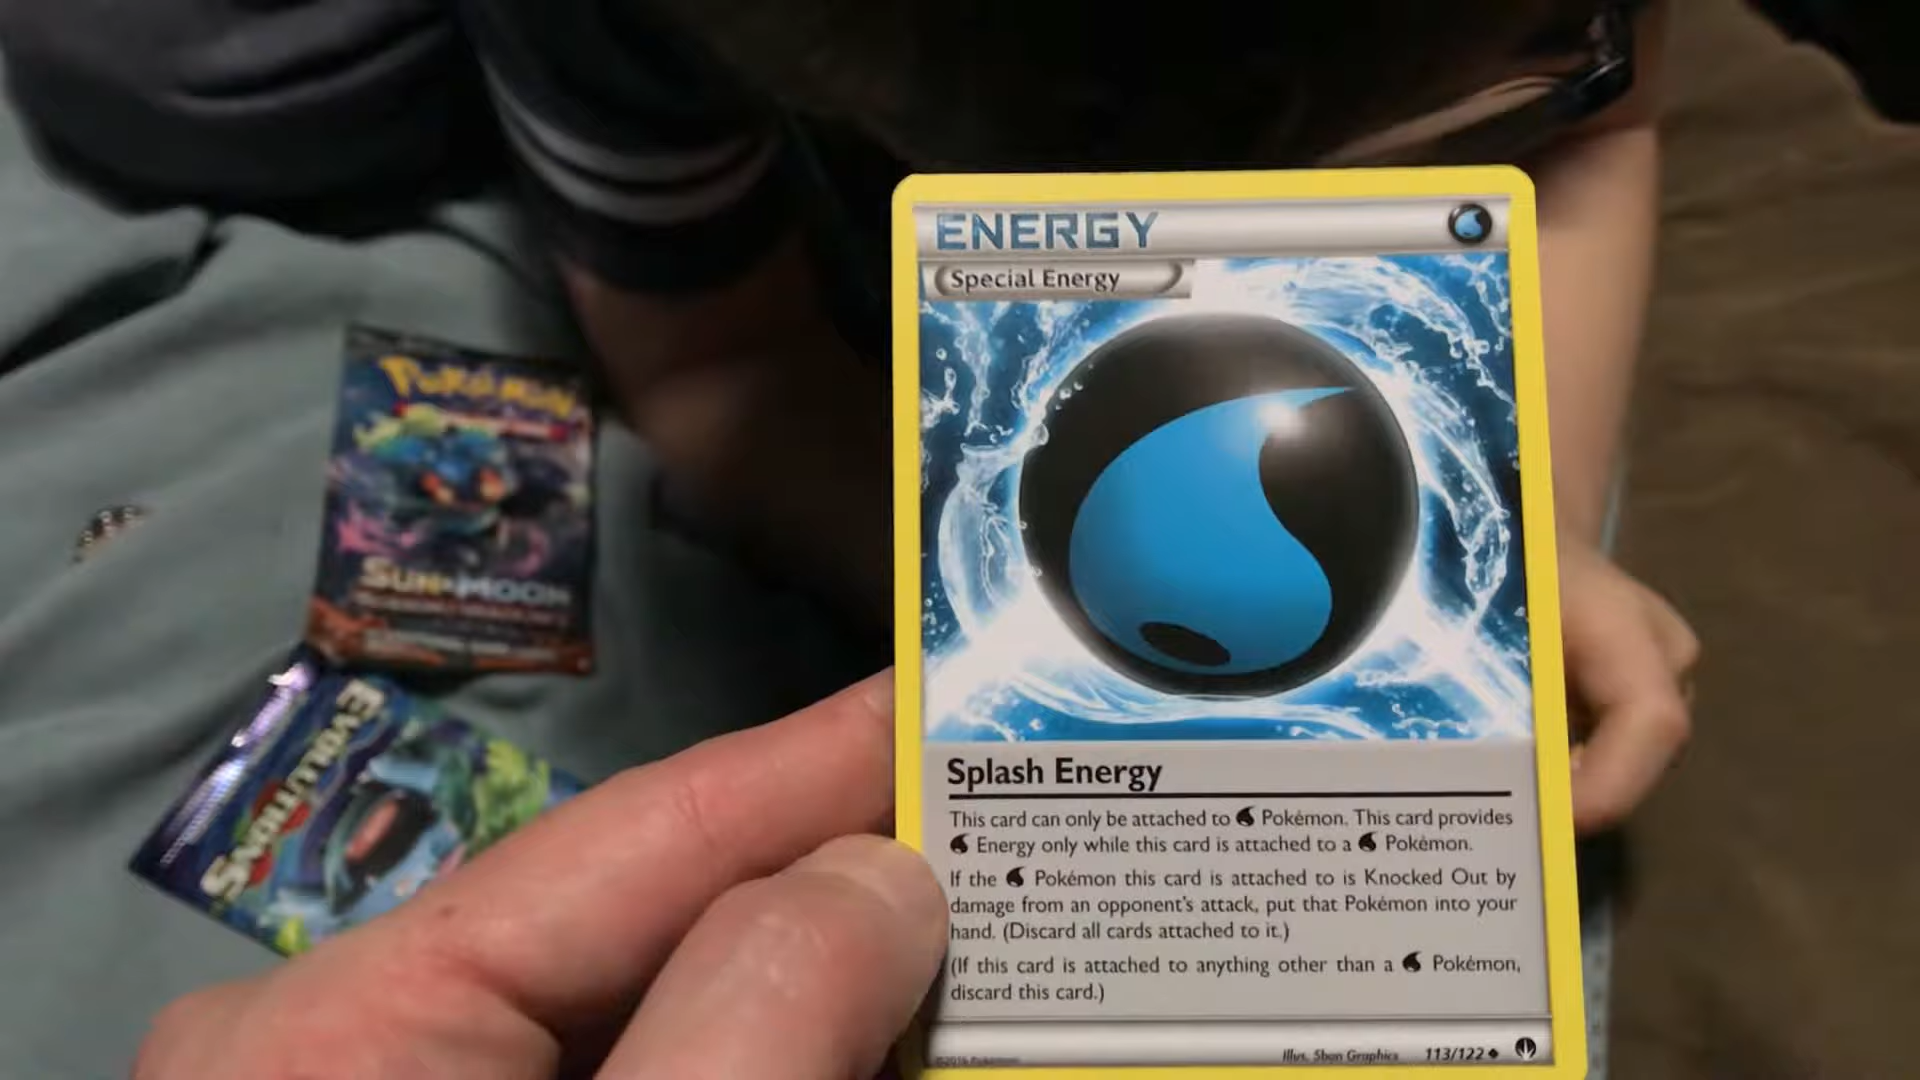 ENERGY
Special Energy
Splash Energy
This card can only be attached to Pokémon. This card provides
Energy only while this card is attached to a Pokémon.
If the Pokémon this card is attached to is Knocked Out by
damage from an opponent's attack, put that Pokémon into your
hand. (Discard all cards attached to it.)
(If this card is attached to anything other than a Pokémon,
discard this card.)
©2016 Pokémon
Illus. 5ban Graphics 113/122
POKÉMON
SUN & MOON
EVOLUTIONS